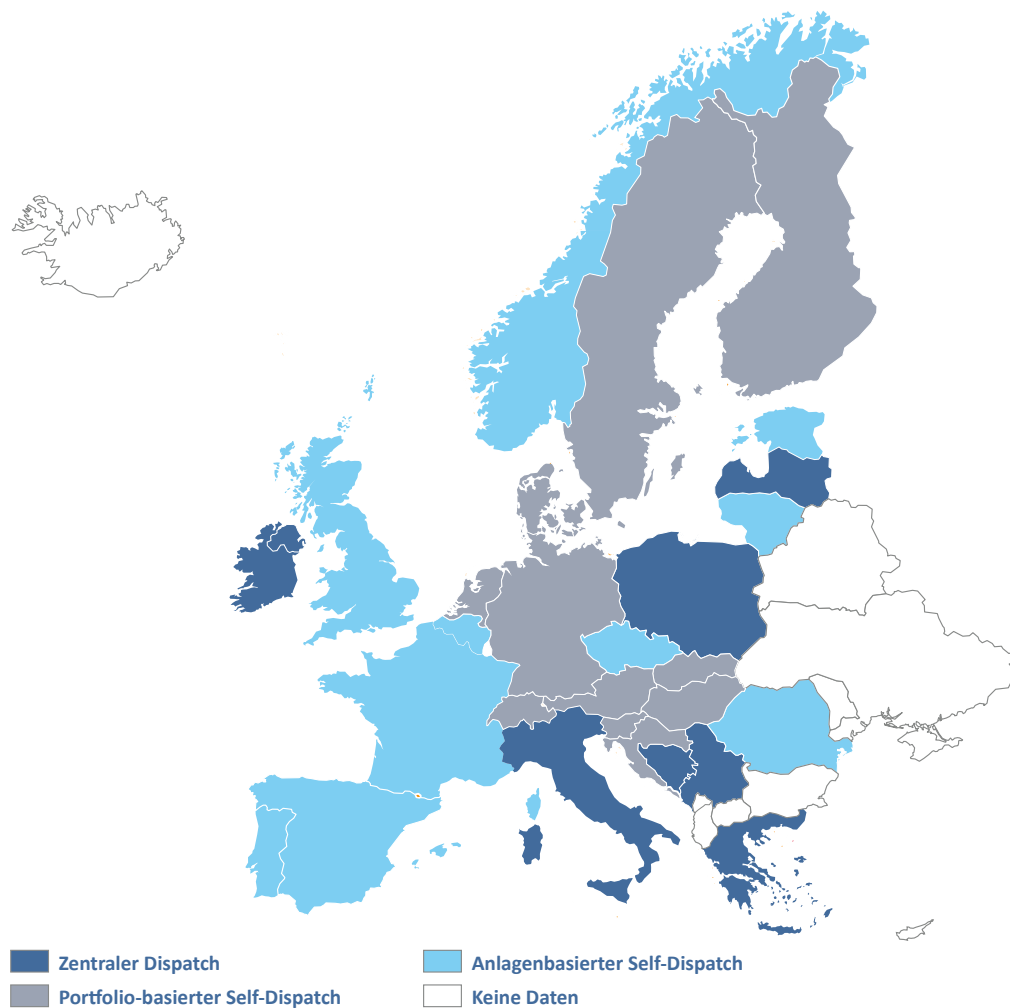 Zentraler Dispatch
Anlagenbasierter Self-Dispatch
Portfolio-basierter Self-Dispatch
Keine Daten